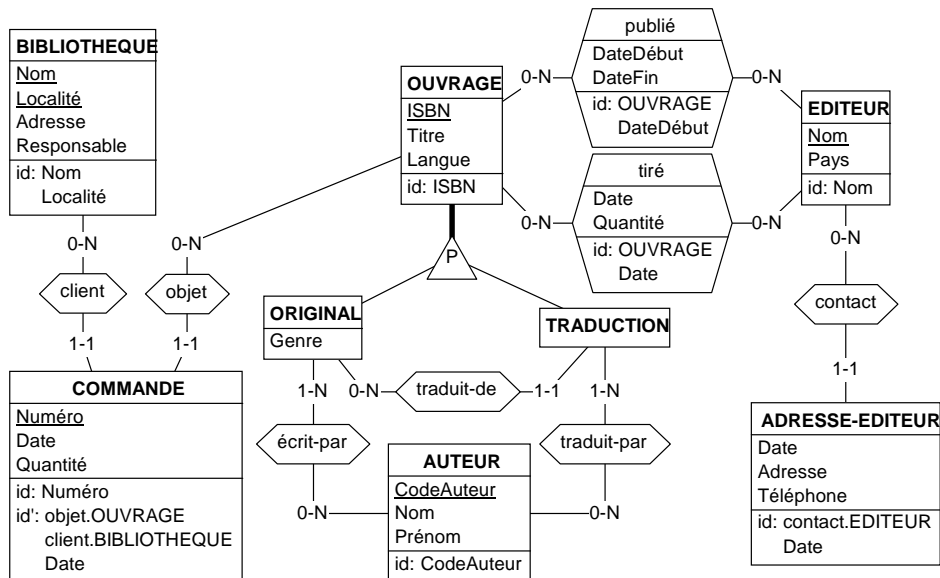 BIBLIOTHEQUE
Nom
Localité
Adresse
Responsable
id: Nom
Localité
OUVRAGE
ISBN
Titre
Langue
id: ISBN
publié
DateDébut
DateFin
id: OUVRAGE
DateDébut
tiré
Date
Quantité
id: OUVRAGE
Date
EDITEUR
Nom
Pays
id: Nom
0-N
0-N
0-N
0-N
0-N
0-N
0-N
P
client
objet
contact
1-1
1-1
1-1
ORIGINAL
Genre
TRADUCTION
1-N
0-N
traduit-de
1-1
1-N
écrit-par
traduit-par
0-N
0-N
COMMANDE
Numéro
Date
Quantité
id: Numéro
id': objet.OUVRAGE
client.BIBLIOTHEQUE
Date
AUTEUR
CodeAuteur
Nom
Prénom
id: CodeAuteur
ADRESSE-EDITEUR
Date
Adresse
Téléphone
id: contact.EDITEUR
Date